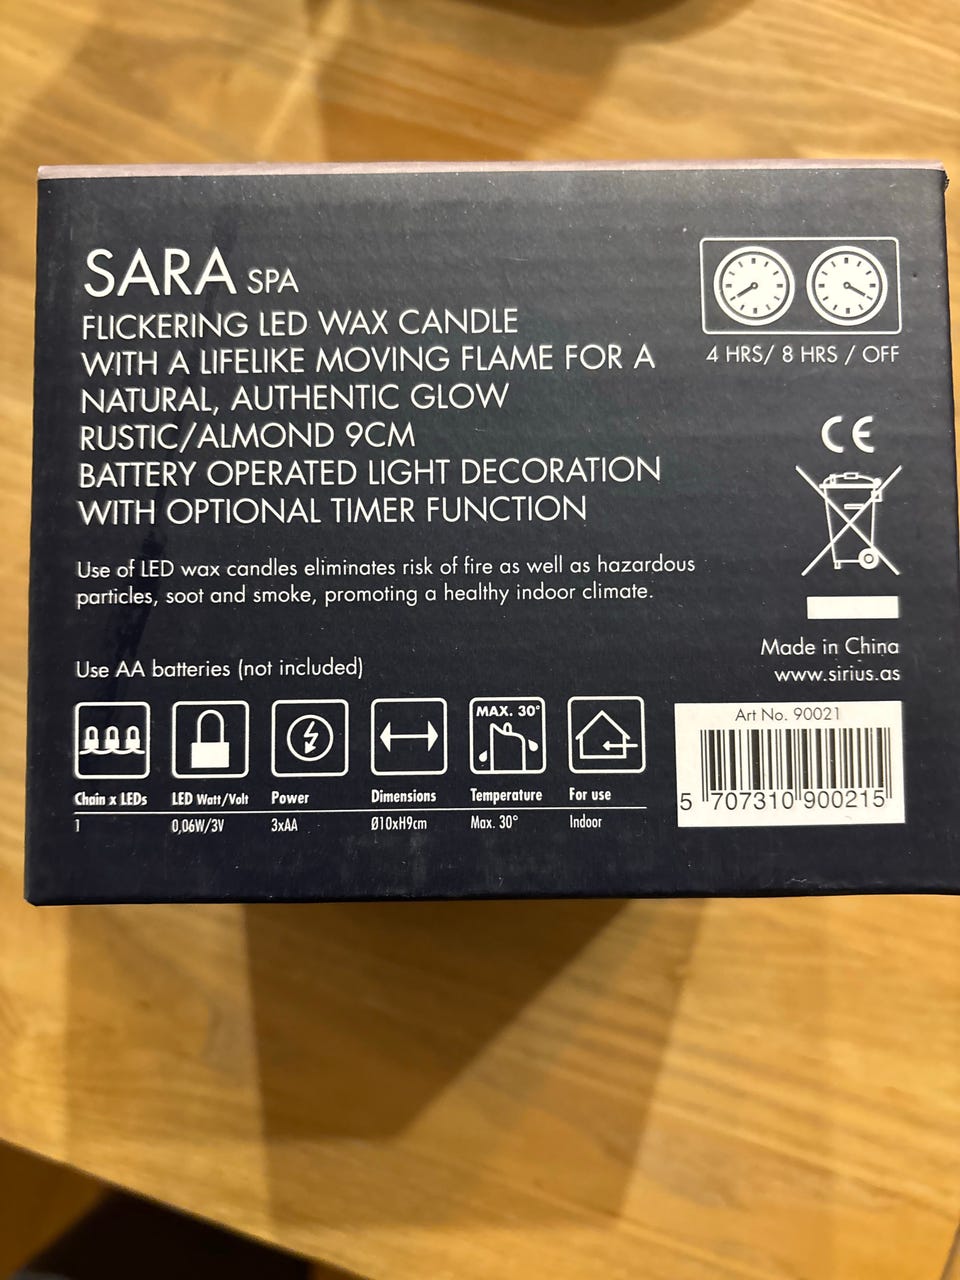 SARA SPA
FLICKERING LED WAX CANDLE
WITH A LIFELIKE MOVING FLAME FOR A
NATURAL, AUTHENTIC GLOW
RUSTIC/ALMOND 9CM
BATTERY OPERATED LIGHT DECORATION
WITH OPTIONAL TIMER FUNCTION
4 HRS/ 8 HRS / OFF
CE
Use of LED wax candles eliminates risk of fire as well as hazardous
particles, soot and smoke, promoting a healthy indoor climate.
Made in China
www.sirius.as
Use AA batteries (not included)
MAX. 30°
Chain x LEDs LED Watt/Volt Power Dimensions Temperature For use
1 0,06W/3V 3xAA Ø10xH9cm Max. 30° Indoor
Art No. 90021
5 707310 900215